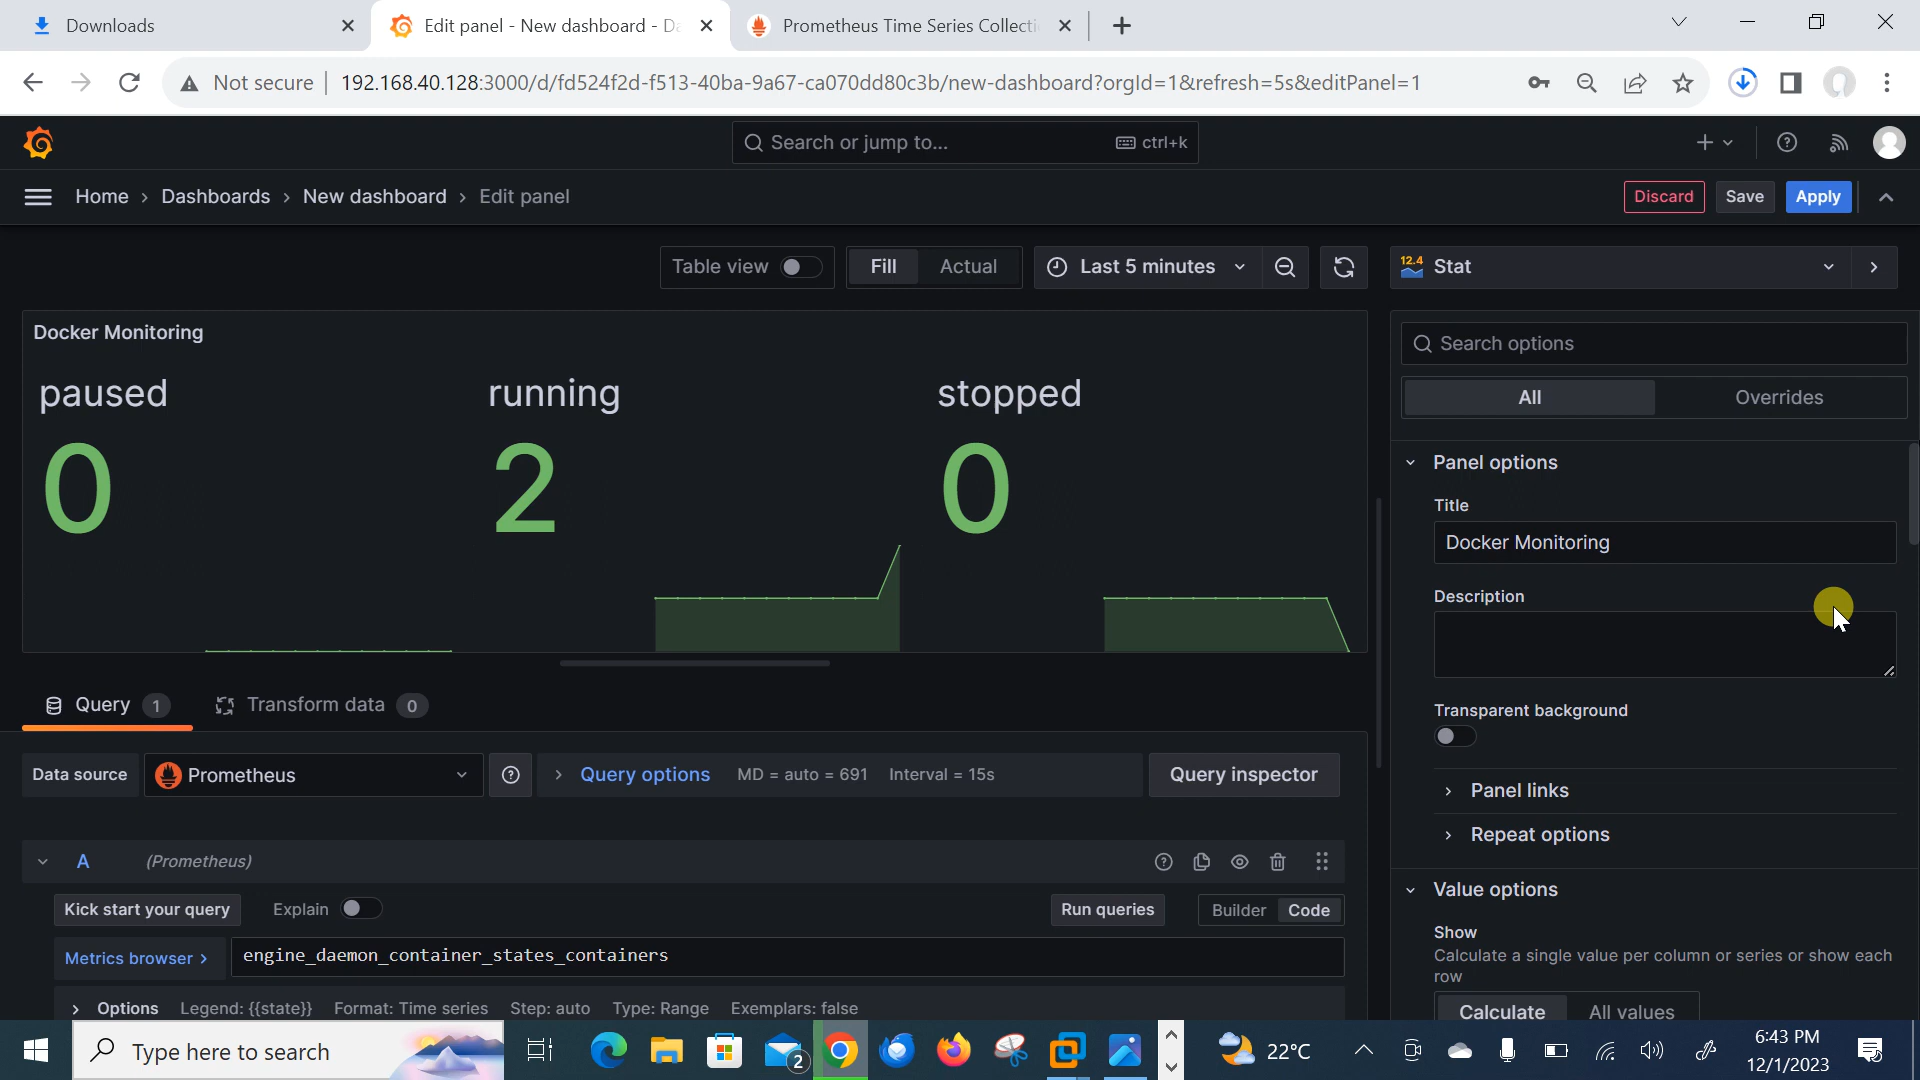 Downloads
Edit panel - New dashboard - Da
Prometheus Time Series Collecti
Not secure
192.168.40.128:3000/d/fd524f2d-f513-40ba-9a67-ca070dd80c3b/new-dashboard?orgId=1&refresh=5s&editPanel=1
Search or jump to... ctrl+k
Home › Dashboards › New dashboard › Edit panel
Discard Save Apply
Table view Fill Actual Last 5 minutes
12.4 Stat
Docker Monitoring
paused running stopped
0 2 0
Search options
All Overrides
Panel options
Title
Docker Monitoring
Description
Transparent background
Panel links
Repeat options
Value options
Show
Calculate a single value per column or series or show each
row
Calculate All values
Query 1 Transform data 0
Data source Prometheus Query options MD = auto = 691 Interval = 15s Query inspector
A (Prometheus)
Kick start your query Explain Run queries Builder Code
Metrics browser > engine_daemon_container_states_containers
Options Legend: {{state}} Format: Time series Step: auto Type: Range Exemplars: false
Type here to search
2
22°C
6:43 PM
12/1/2023